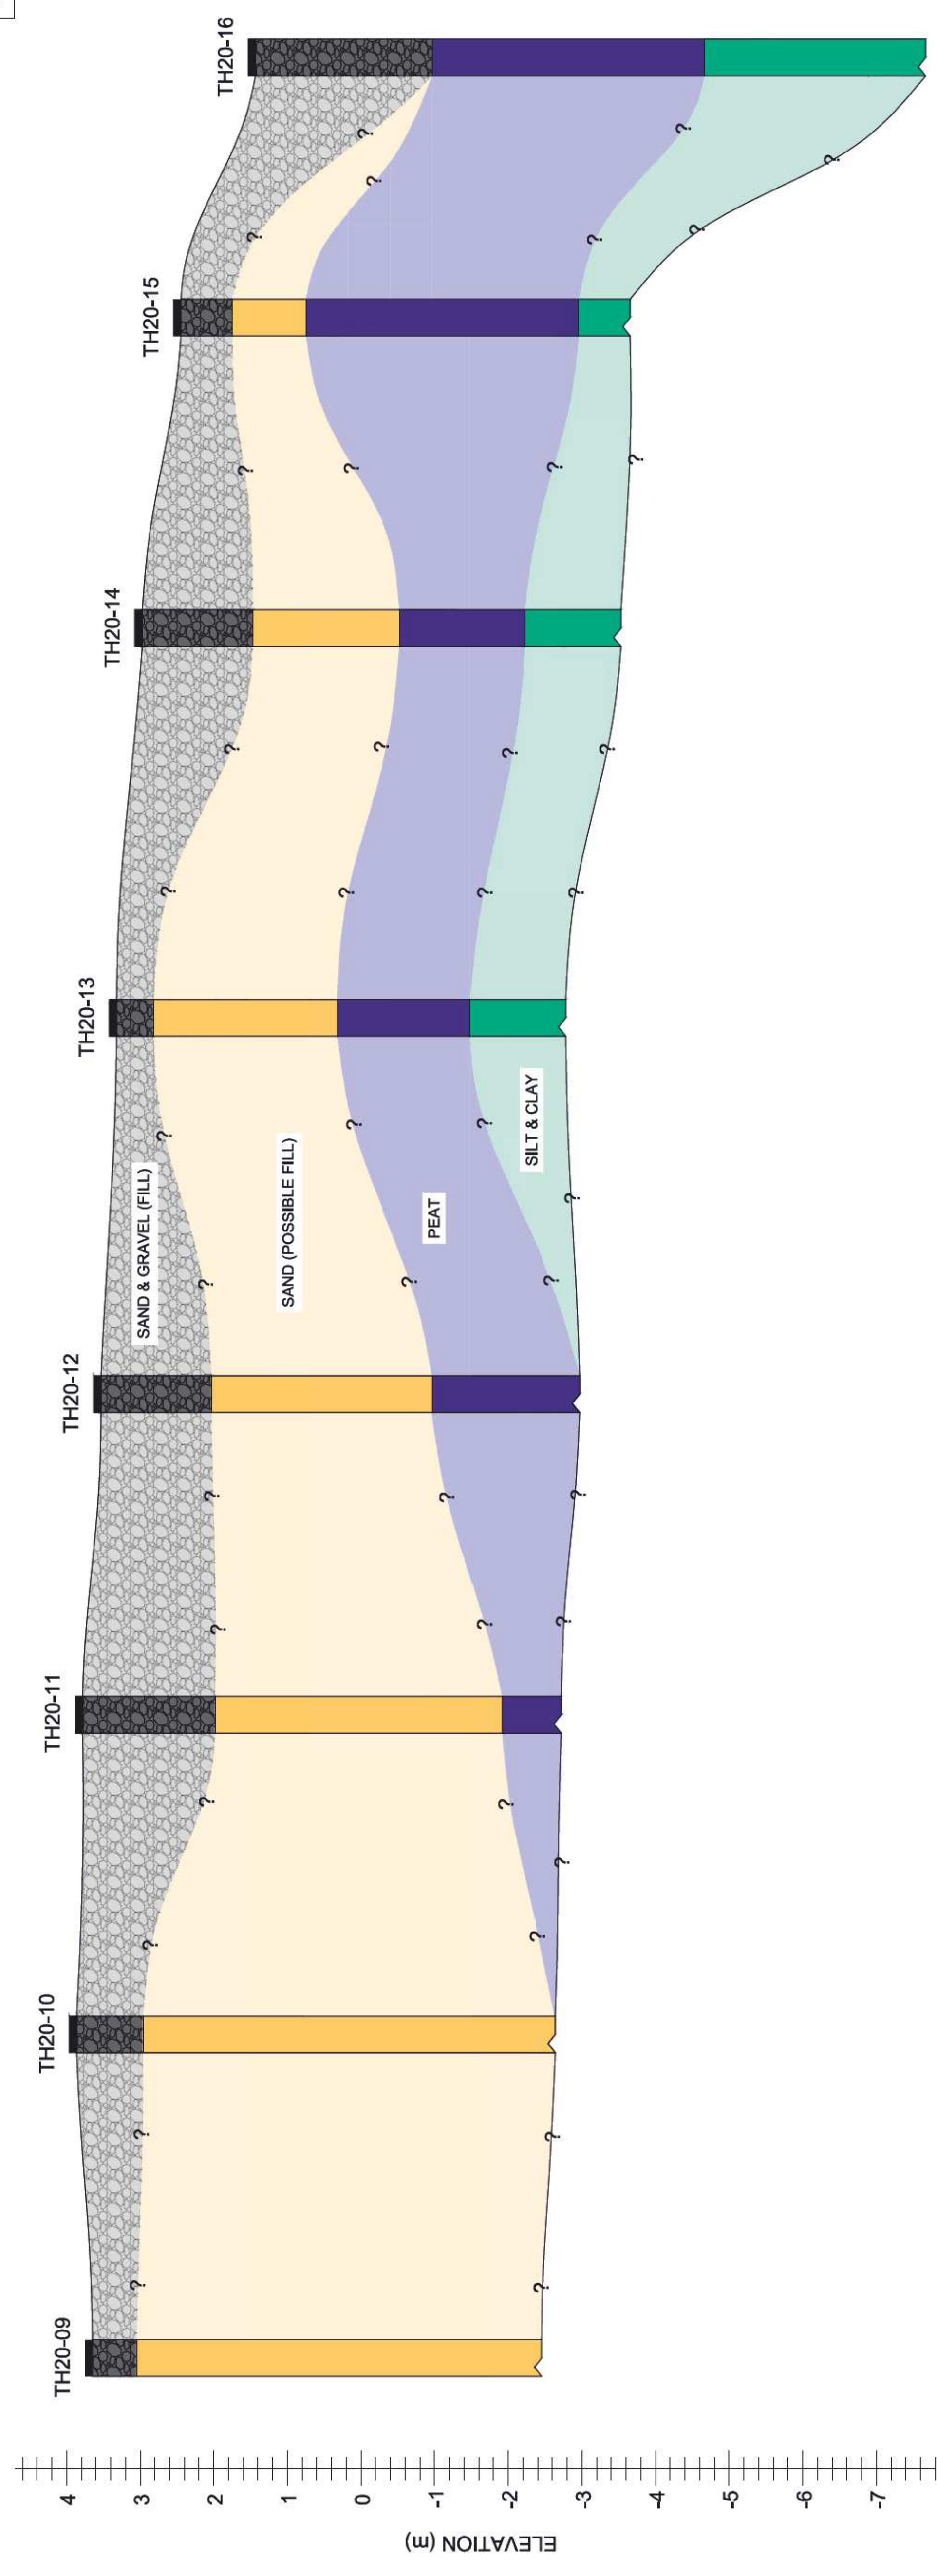 TH20-09
TH20-10
TH20-11
TH20-12
TH20-13
TH20-14
TH20-15
TH20-16
SAND & GRAVEL (FILL)
SAND (POSSIBLE FILL)
PEAT
SILT & CLAY
? ? ? ? ? ? ? ? ? ? ? ?
? ? ? ? ? ? ? ? ? ?
? ? ? ? ? ? ?
? ? ? ? ? ? ? ? ? ? ? ? ?
ELEVATION (m)
4
3
2
1
0
-1
-2
-3
-4
-5
-6
-7